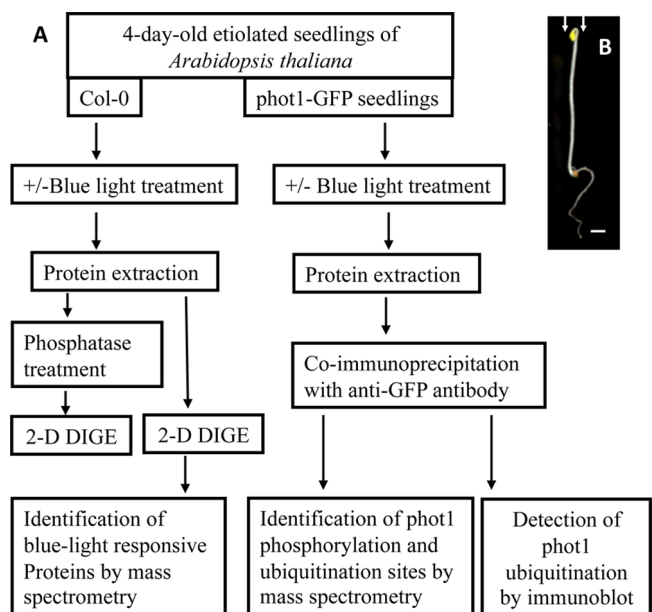 A
4-day-old etiolated seedlings of
Arabidopsis thaliana
Col-0
phot1-GFP seedlings
B
+/-Blue light treatment
+/- Blue light treatment
Protein extraction
Protein extraction
Phosphatase
treatment
Co-immunoprecipitation
with anti-GFP antibody
2-D DIGE
2-D DIGE
Identification of
blue-light responsive
Proteins by mass
spectrometry
Identification of phot1
phosphorylation and
ubiquitination sites by
mass spectrometry
Detection of
phot1
ubiquitination
by immunoblot